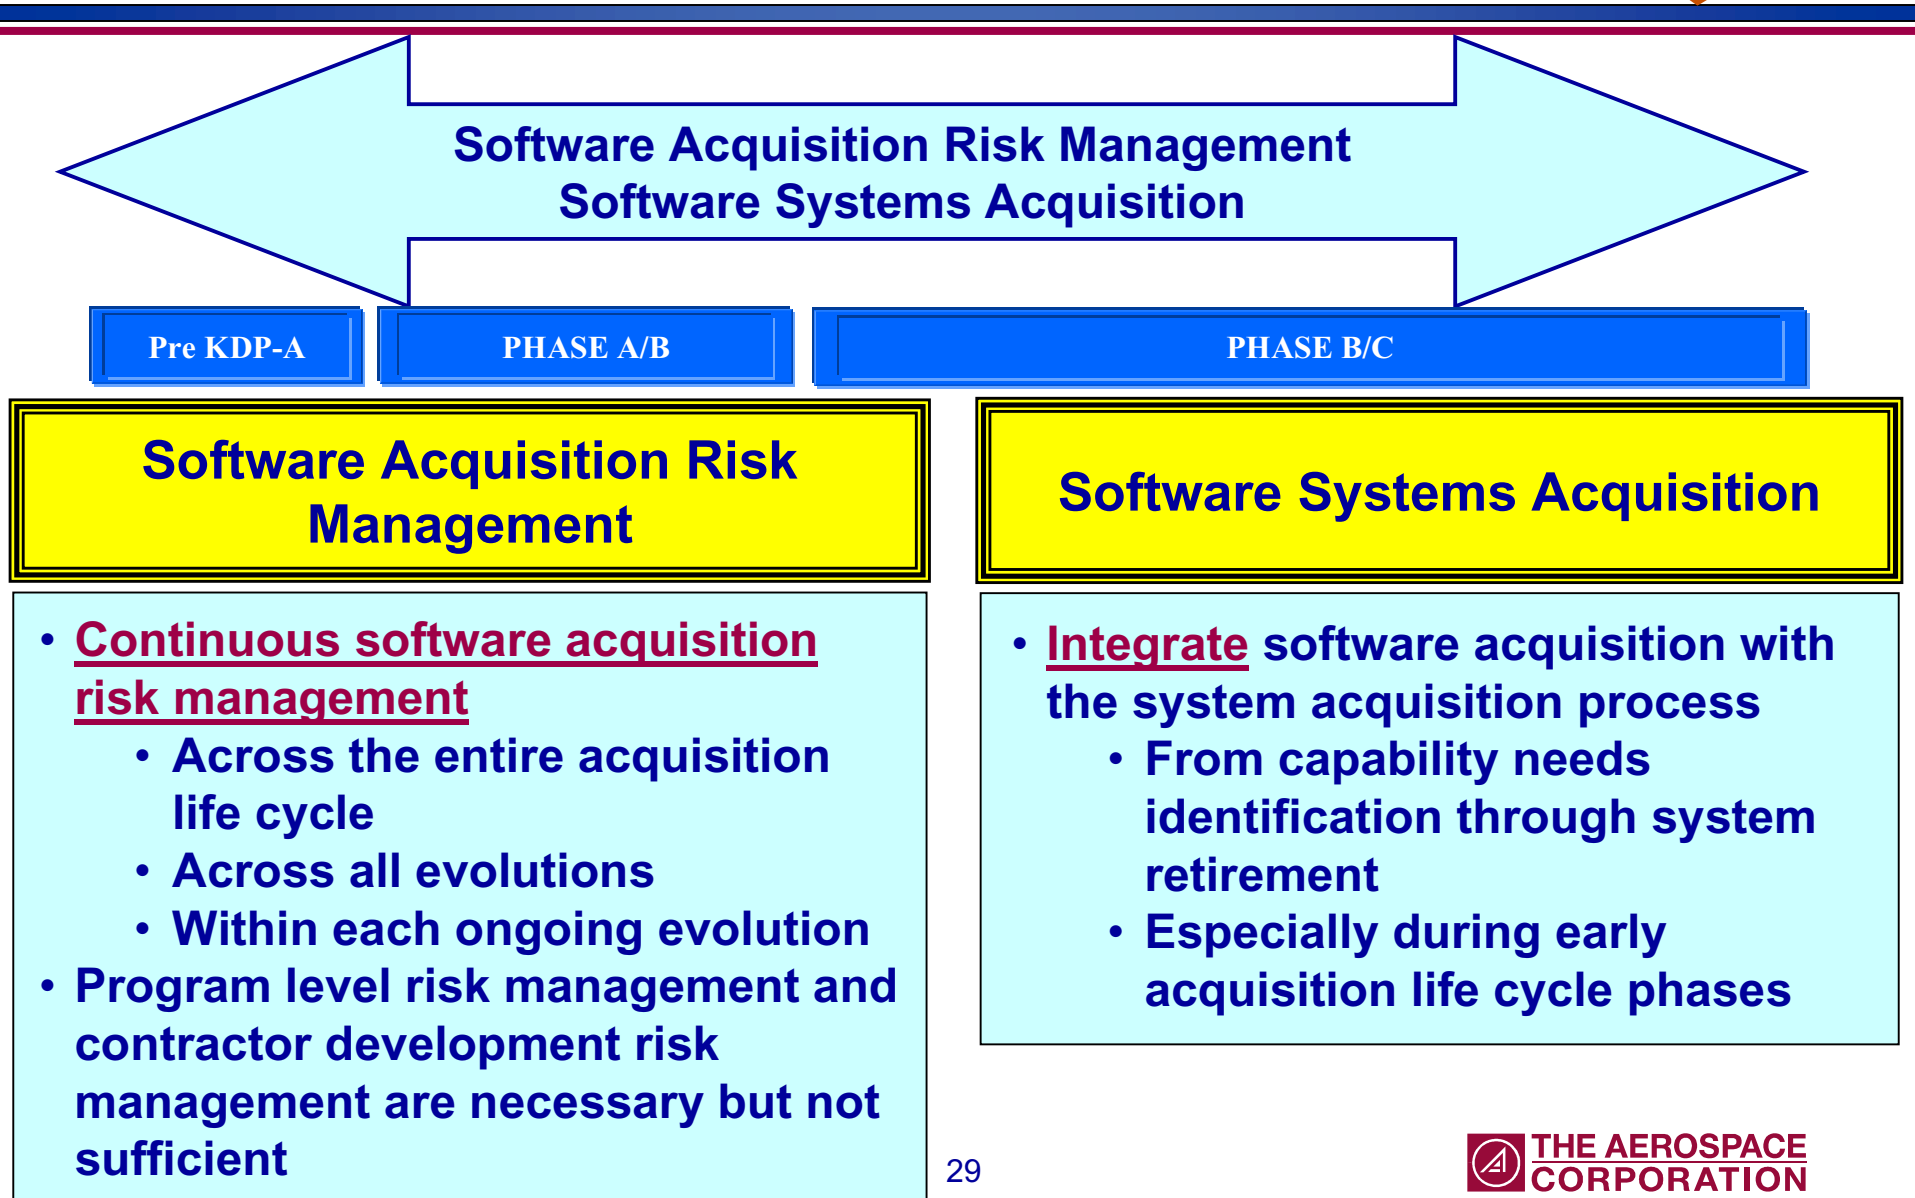 Software Acquisition Risk Management
Software Systems Acquisition
Pre KDP-A
PHASE A/B
PHASE B/C
Software Acquisition Risk
Management
• Continuous software acquisition
risk management
• Across the entire acquisition
life cycle
• Across all evolutions
• Within each ongoing evolution
• Program level risk management and
contractor development risk
management are necessary but not
sufficient
Software Systems Acquisition
• Integrate software acquisition with
the system acquisition process
• From capability needs
identification through system
retirement
• Especially during early
acquisition life cycle phases
29
THE AEROSPACE
CORPORATION